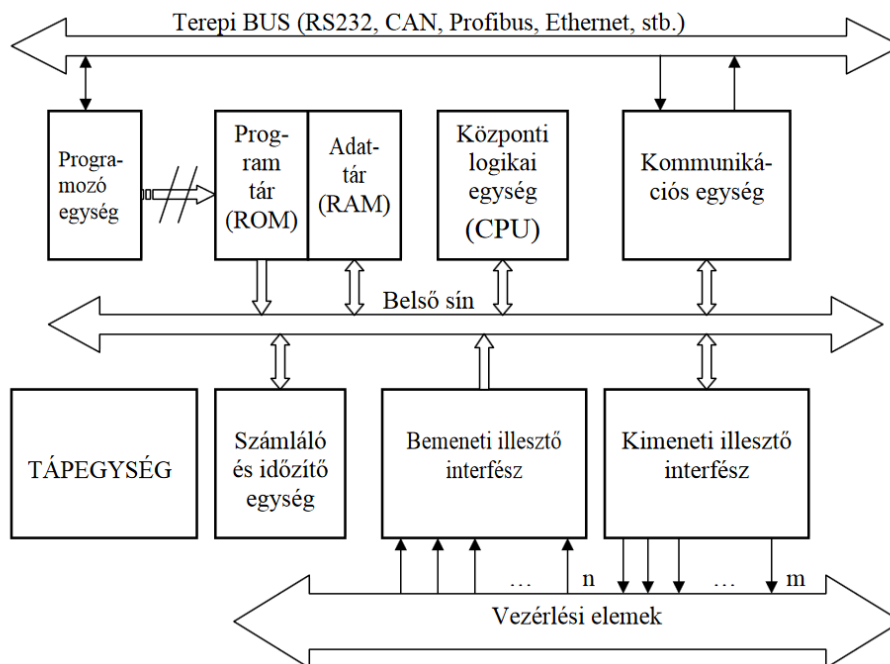 Terepi BUS (RS232, CAN, Profibus, Ethernet, stb.)
Progra-
mozó
egység
Prog-
ram
tár
(ROM)
Adat-
tár
(RAM)
Központi
logikai
egység
(CPU)
Kommuniká-
ciós egység
Belső sín
TÁPEGYSÉG
Számláló
és időzítő
egység
Bemeneti illesztő
interfész
Kimeneti illesztő
interfész
… n
… m
Vezérlési elemek